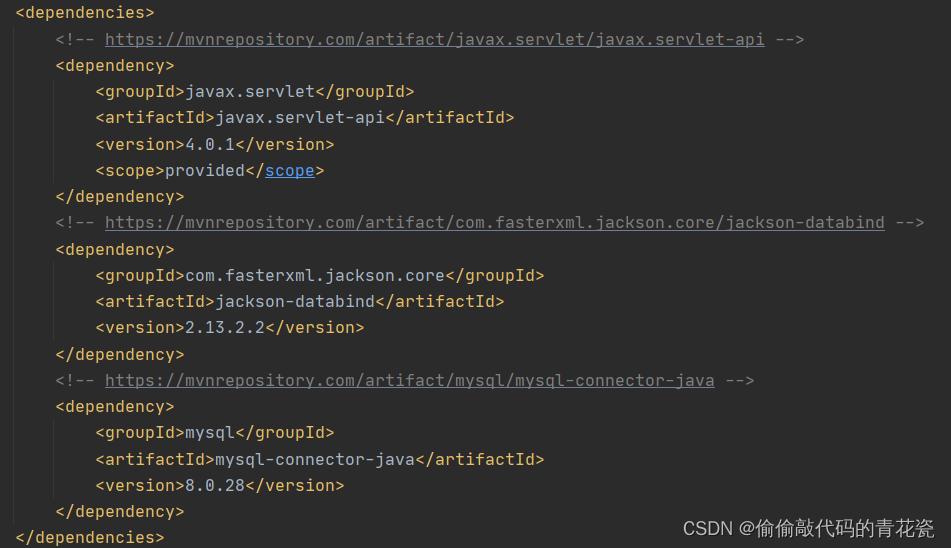 <dependencies>
<!-- https://mvnrepository.com/artifact/javax.servlet/javax.servlet-api -->
<dependency>
<groupId>javax.servlet</groupId>
<artifactId>javax.servlet-api</artifactId>
<version>4.0.1</version>
<scope>provided</scope>
</dependency>
<!-- https://mvnrepository.com/artifact/com.fasterxml.jackson.core/jackson-databind -->
<dependency>
<groupId>com.fasterxml.jackson.core</groupId>
<artifactId>jackson-databind</artifactId>
<version>2.13.2.2</version>
</dependency>
<!-- https://mvnrepository.com/artifact/mysql/mysql-connector-java -->
<dependency>
<groupId>mysql</groupId>
<artifactId>mysql-connector-java</artifactId>
<version>8.0.28</version>
</dependency>
</dependencies>
CSDN @偷偷敲代码的青花瓷